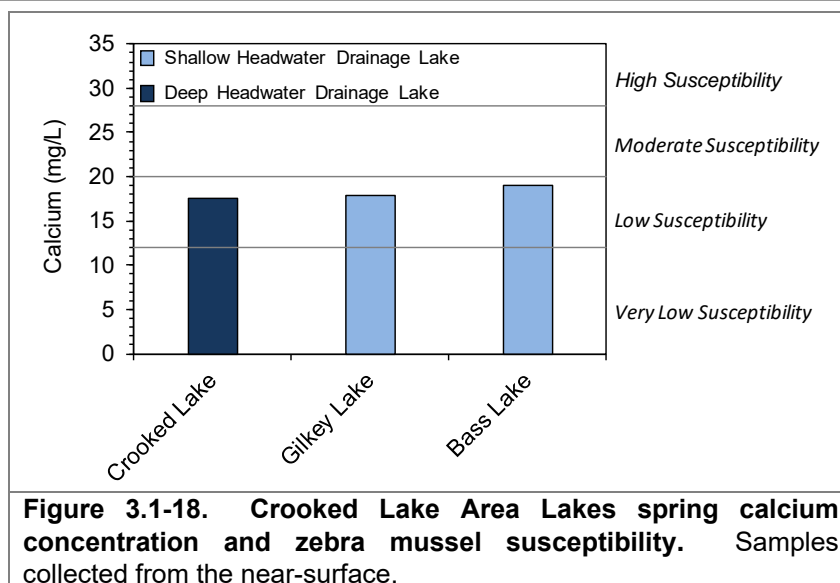 35
30
25
20
15
10
5
0
Calcium (mg/L)
Shallow Headwater Drainage Lake
Deep Headwater Drainage Lake
High Susceptibility
Moderate Susceptibility
Low Susceptibility
Very Low Susceptibility
Crooked Lake
Gilkey Lake
Bass Lake
Figure 3.1-18. Crooked Lake Area Lakes spring calcium
concentration and zebra mussel susceptibility. Samples
collected from the near-surface.